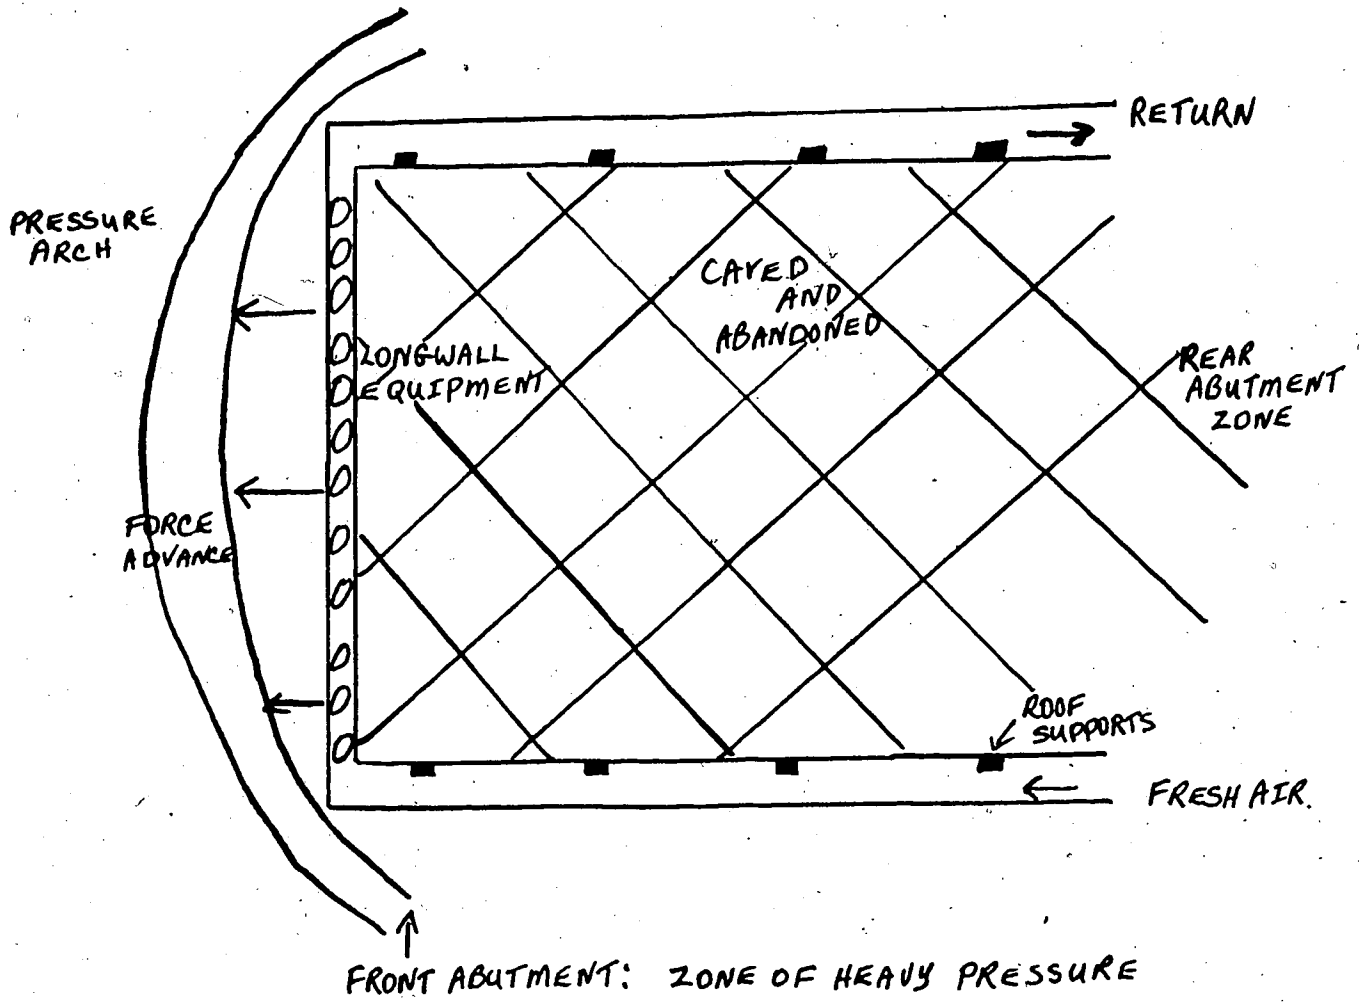 RETURN
PRESSURE
ARCH
CAVED
AND
ABANDONED
LONGWALL
EQUIPMENT
REAR
ABUTMENT
ZONE
FORCE
ADVANCE
ROOF
SUPPORTS
FRESH AIR.
FRONT ABUTMENT: ZONE OF HEAVY PRESSURE